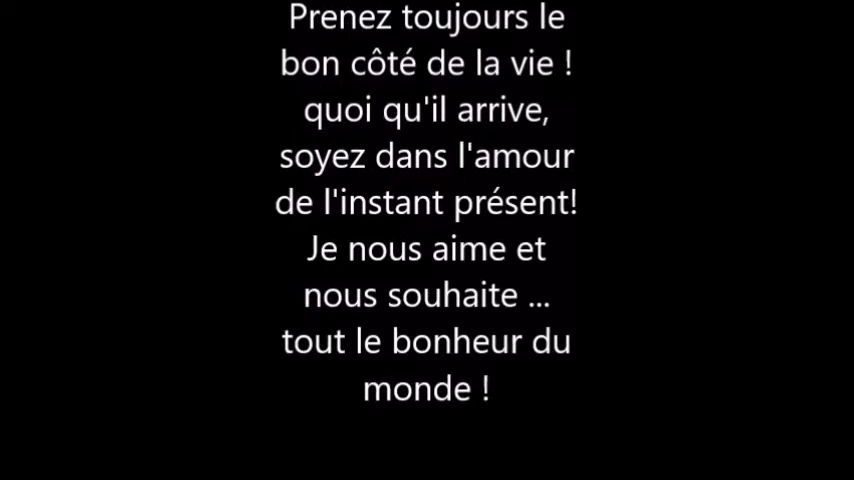 Prenez toujours le
bon côté de la vie !
quoi qu'il arrive,
soyez dans l'amour
de l'instant présent!
Je nous aime et
nous souhaite ...
tout le bonheur du
monde !